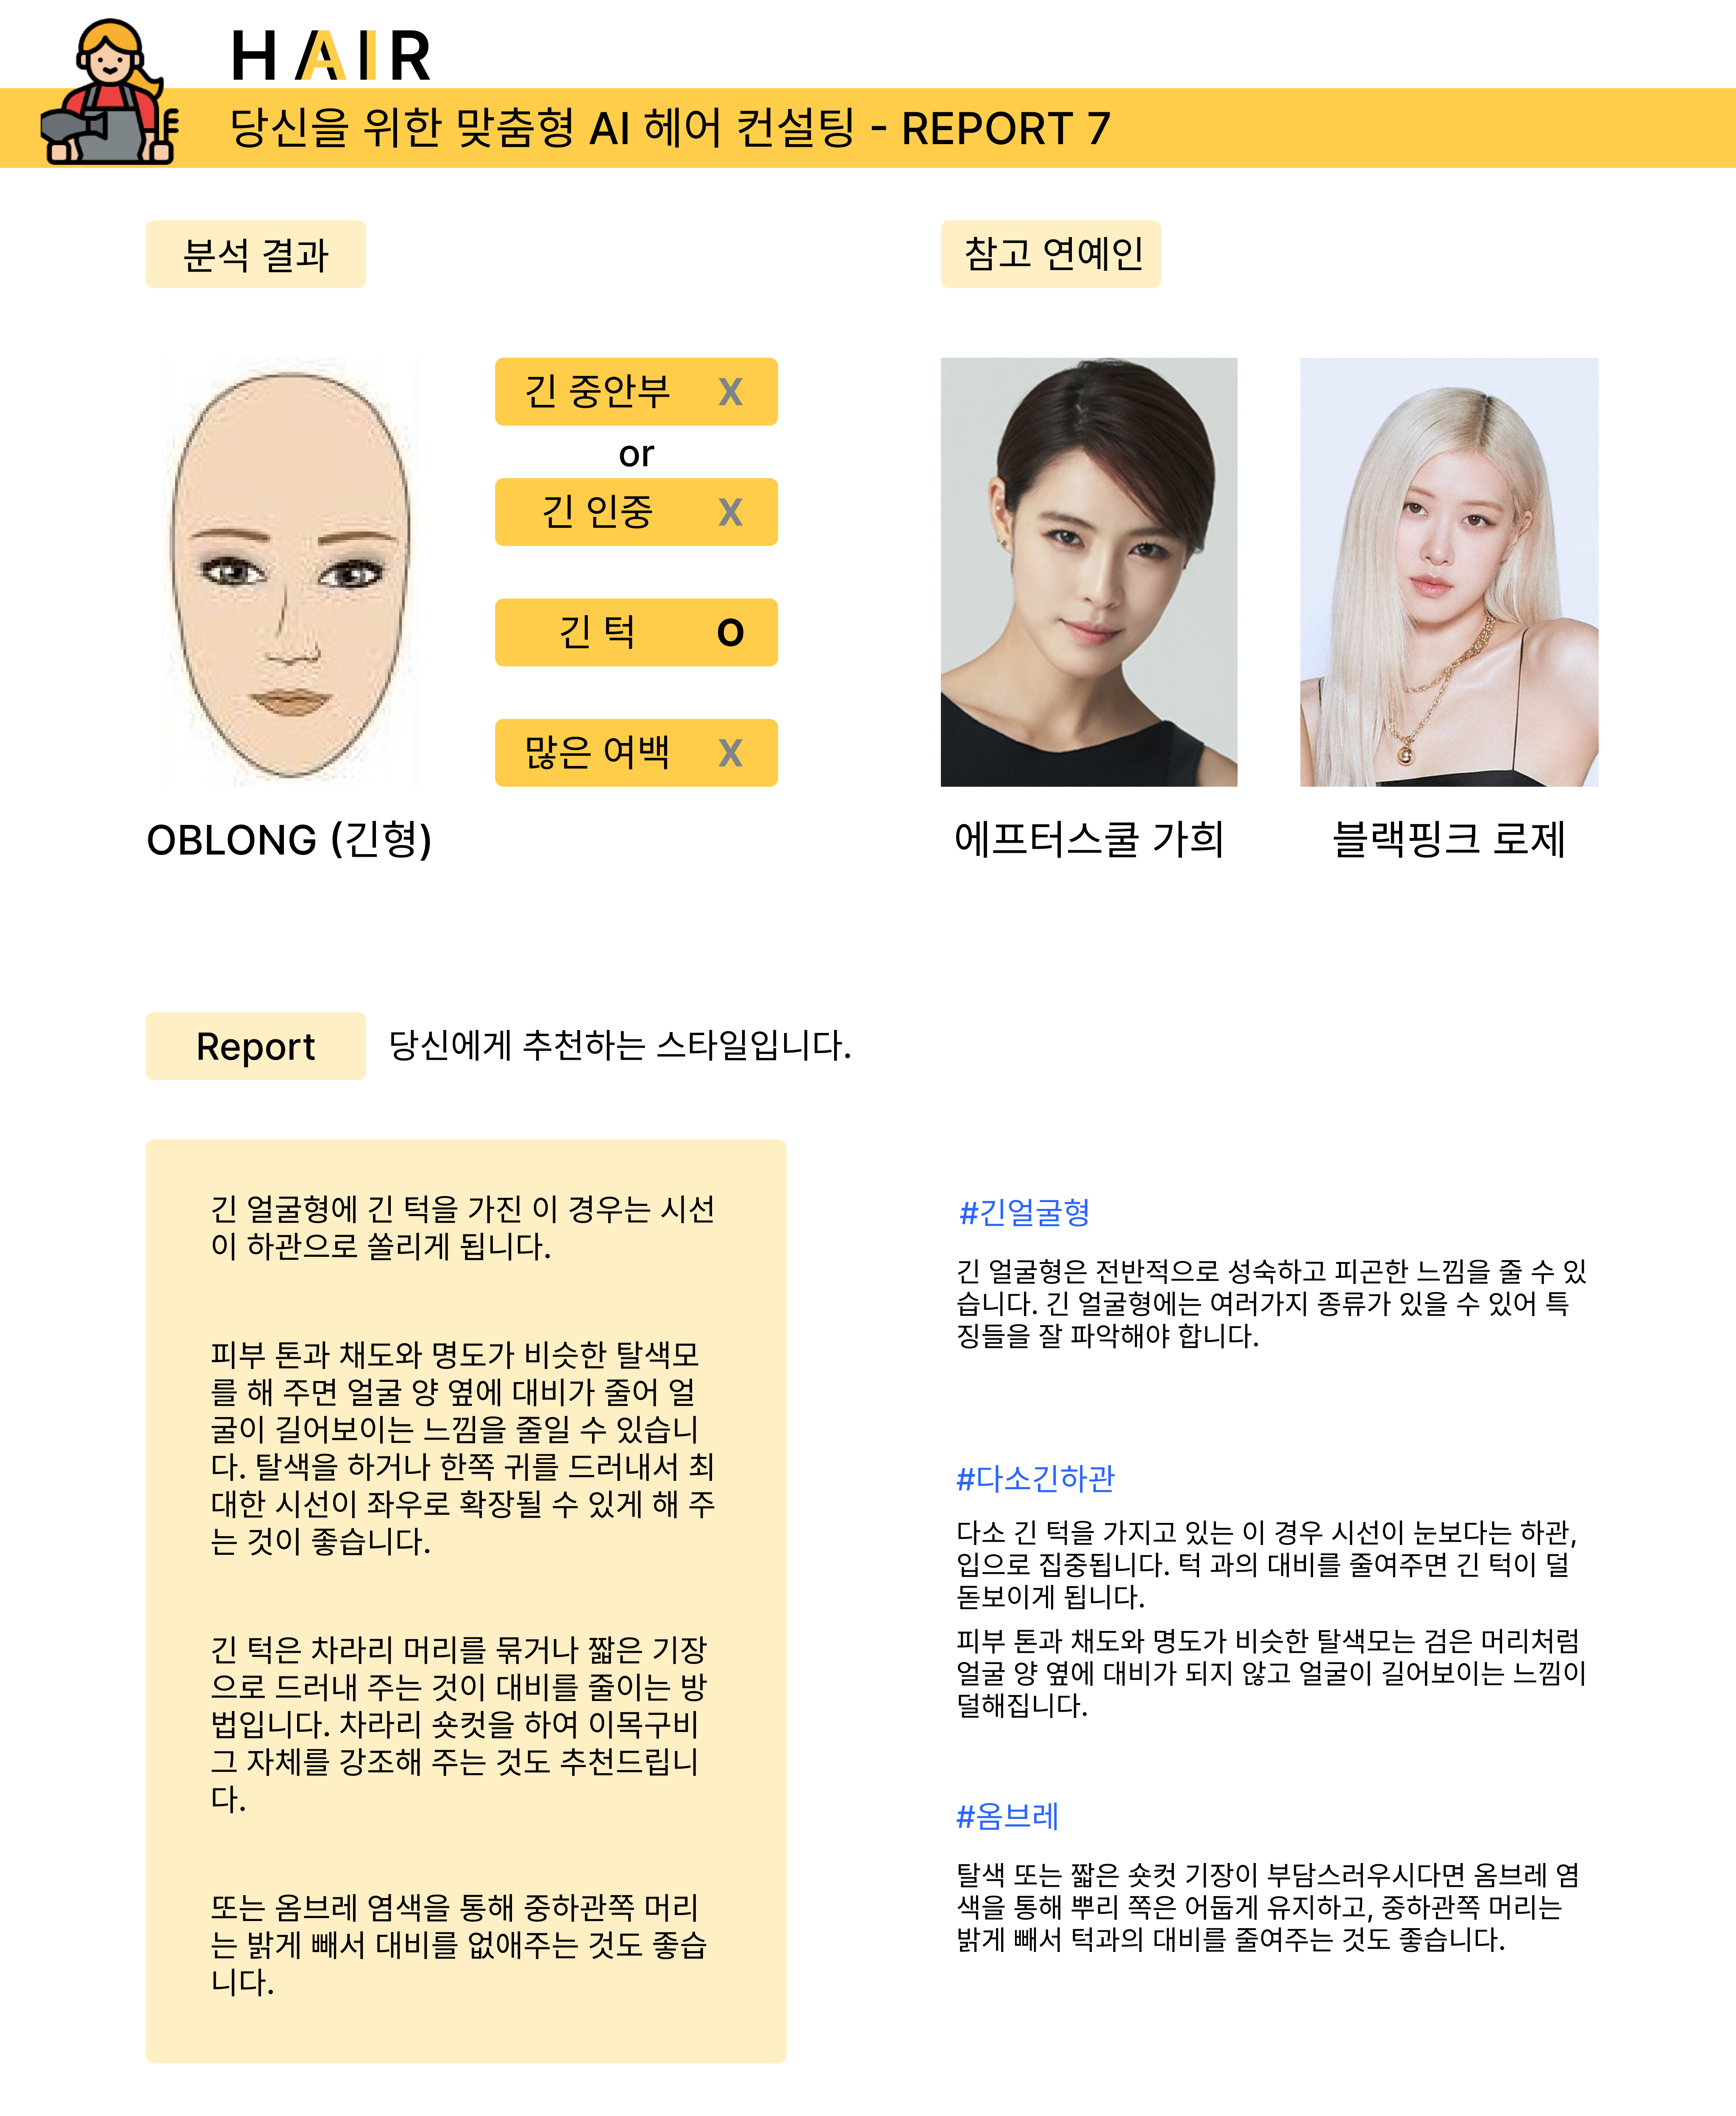 HAIR
당신을 위한 맞춤형 AI 헤어 컨설팅 - REPORT 7
분석 결과
참고 연예인
긴 중안부 X
or
긴 인중 X
긴 턱 O
많은 여백 X
OBLONG (긴형)
에프터스쿨 가희
블랙핑크 로제
Report
당신에게 추천하는 스타일입니다.
긴 얼굴형에 긴 턱을 가진 이 경우는 시선
이 하관으로 쏠리게 됩니다.
피부 톤과 채도와 명도가 비슷한 탈색모
를 해 주면 얼굴 양 옆에 대비가 줄어 얼
굴이 길어보이는 느낌을 줄일 수 있습니
다. 탈색을 하거나 한쪽 귀를 드러내서 최
대한 시선이 좌우로 확장될 수 있게 해 주
는 것이 좋습니다.
긴 턱은 차라리 머리를 묶거나 짧은 기장
으로 드러내 주는 것이 대비를 줄이는 방
법입니다. 차라리 숏컷을 하여 이목구비
그 자체를 강조해 주는 것도 추천드립니
다.
또는 옴브레 염색을 통해 중하관쪽 머리
는 밝게 빼서 대비를 없애주는 것도 좋습
니다.
#긴얼굴형
긴 얼굴형은 전반적으로 성숙하고 피곤한 느낌을 줄 수 있
습니다. 긴 얼굴형에는 여러가지 종류가 있을 수 있어 특
징들을 잘 파악해야 합니다.
#다소긴하관
다소 긴 턱을 가지고 있는 이 경우 시선이 눈보다는 하관,
입으로 집중됩니다. 턱 과의 대비를 줄여주면 긴 턱이 덜
돋보이게 됩니다.
피부 톤과 채도와 명도가 비슷한 탈색모는 검은 머리처럼
얼굴 양 옆에 대비가 되지 않고 얼굴이 길어보이는 느낌이
덜해집니다.
#옴브레
탈색 또는 짧은 숏컷 기장이 부담스러우시다면 옴브레 염
색을 통해 뿌리 쪽은 어둡게 유지하고, 중하관쪽 머리는
밝게 빼서 턱과의 대비를 줄여주는 것도 좋습니다.